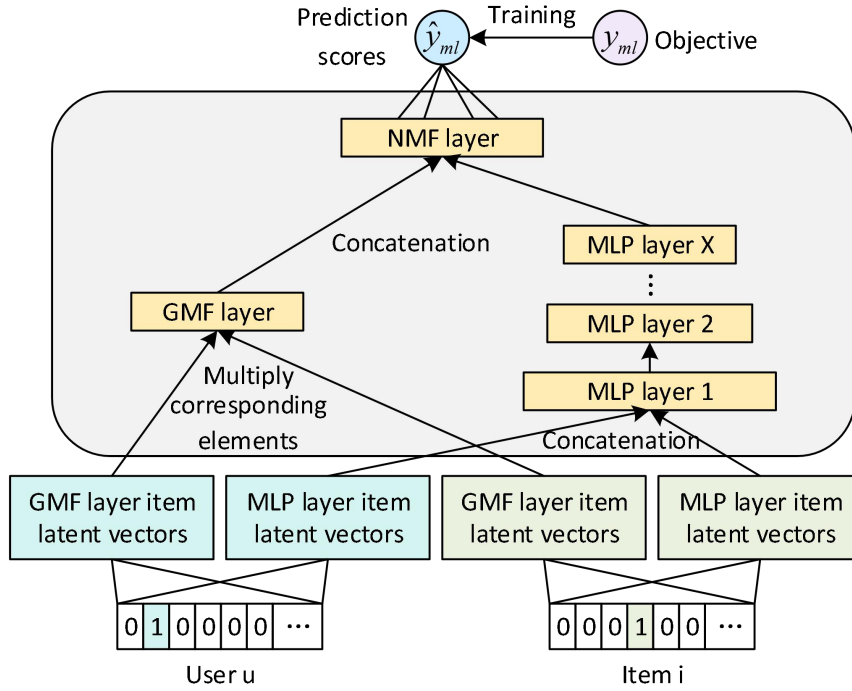 Prediction scores
ŷml
Training
yml
Objective
NMF layer
Concatenation
MLP layer X
⋮
GMF layer
MLP layer 2
Multiply
corresponding
elements
MLP layer 1
Concatenation
GMF layer item
latent vectors
MLP layer item
latent vectors
GMF layer item
latent vectors
MLP layer item
latent vectors
0 1 0 0 0 0 ···
0 0 0 1 0 0 ···
User u
Item i